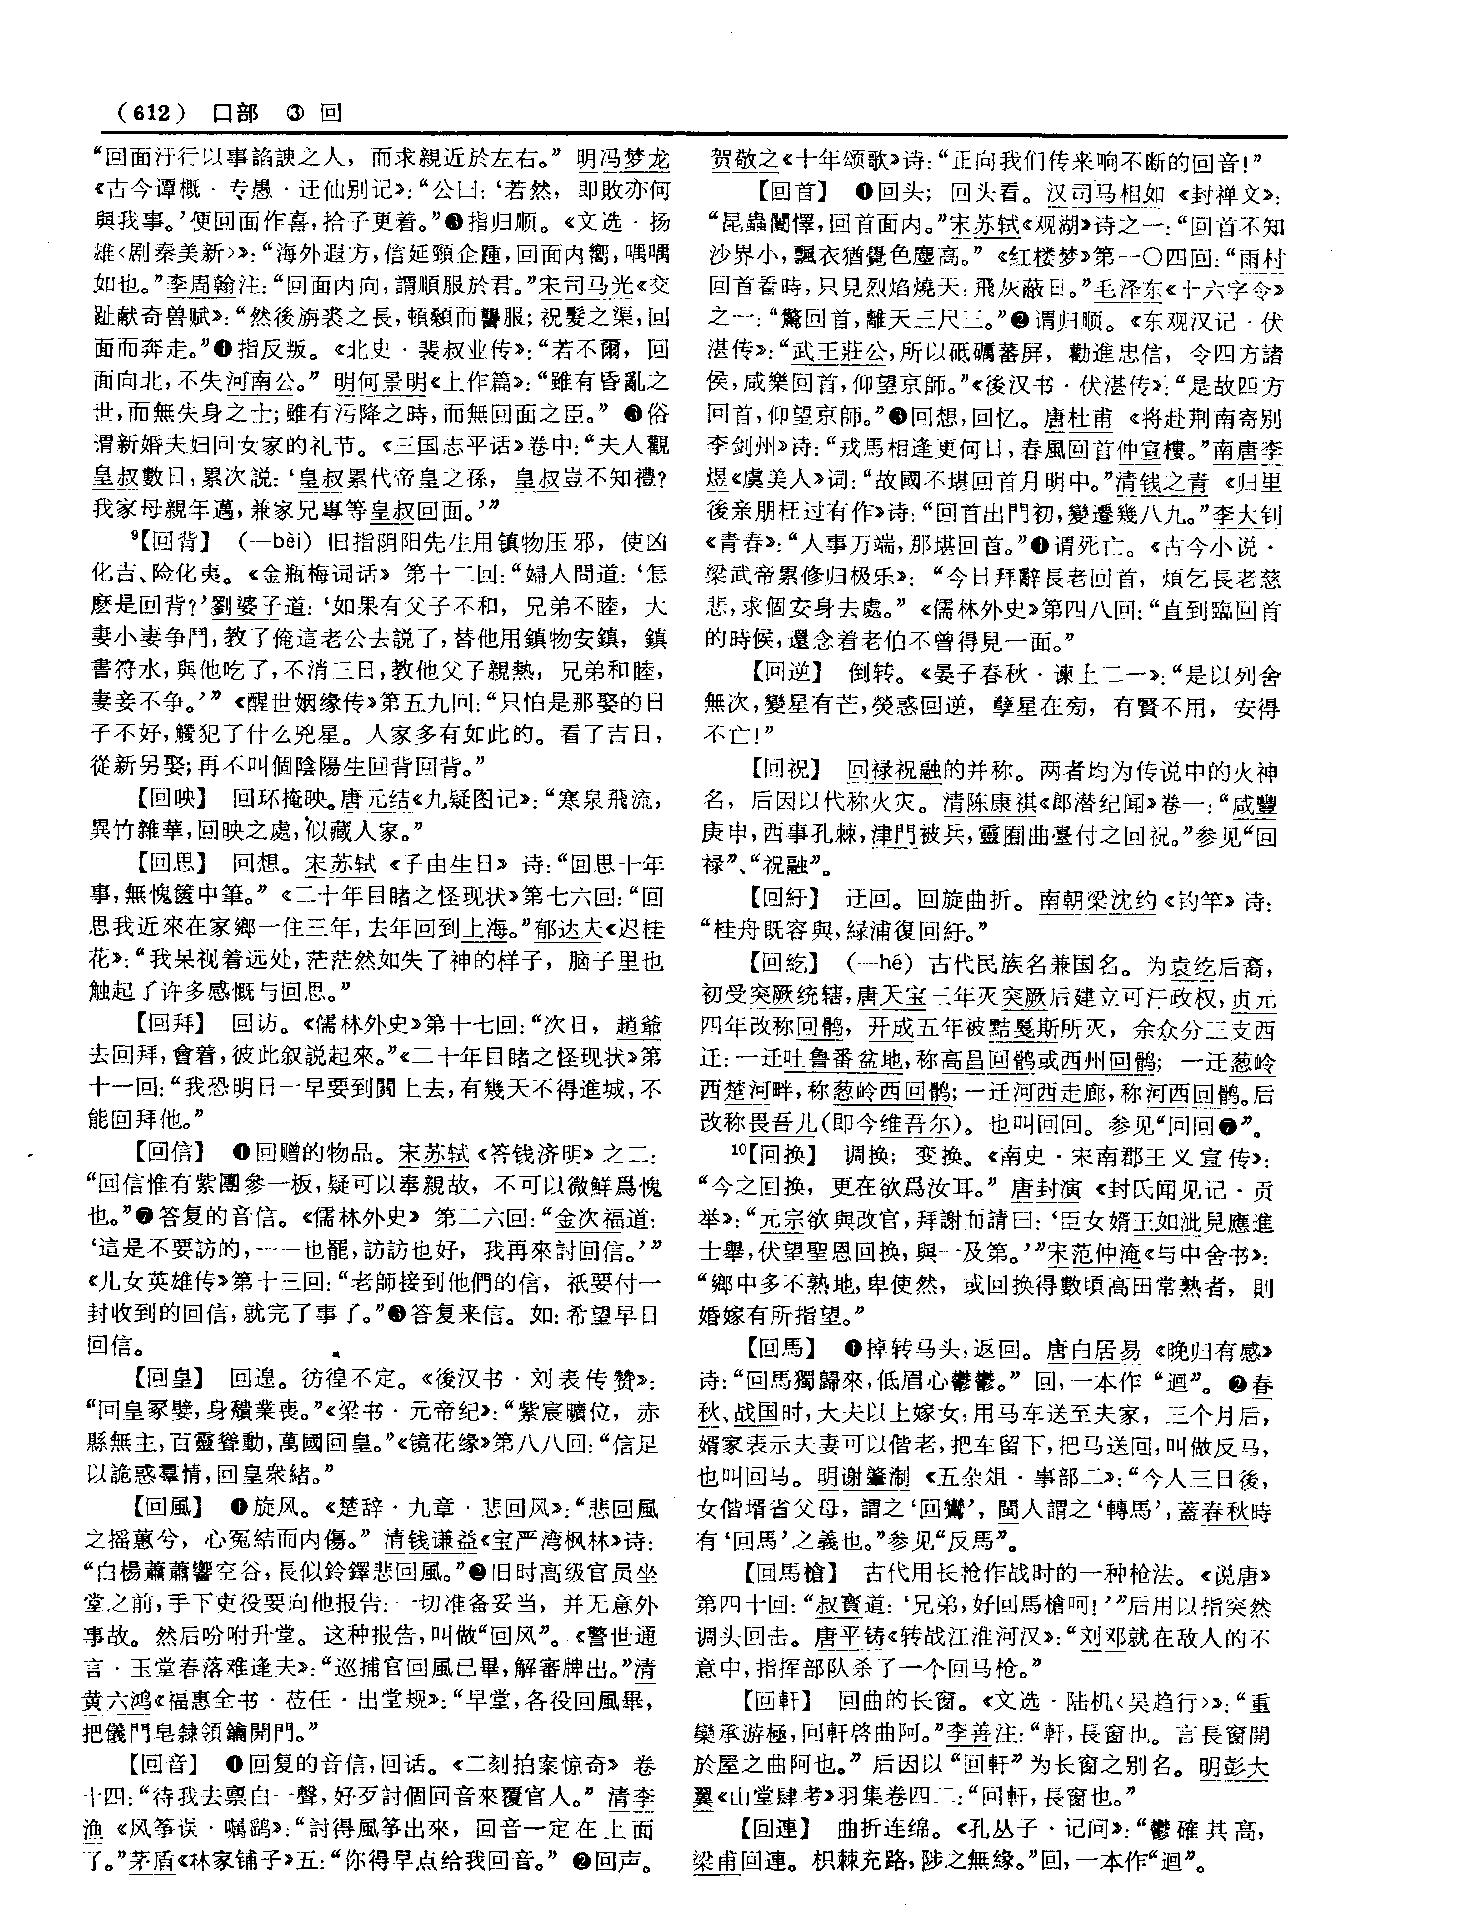 （612） 口部 ③ 回
“回面汙行以事諂諛之人，而求親近於左右。” 明冯梦龙
《古今谭概·专愚·迂仙别记》：“公曰：‘若然，即敗亦何
與我事。’便回面作喜，拾子更着。”❸指归顺。《文选·扬
雄〈剧秦美新〉》：“海外遐方，信延頸企踵，回面内嚮，喁喁
如也。”李周翰注：“回面内向，謂順服於君。”宋司马光《交
趾献奇兽赋》：“然後旃裘之長，頓顙而讋服；祝髮之渠，回
面而奔走。”❹指反叛。《北史·裴叔业传》：“若不爾，回
面向北，不失河南公。” 明何景明《上作篇》：“雖有昏亂之
世，而無失身之士；雖有污降之時，而無回面之臣。” ❺俗
谓新婚夫妇回女家的礼节。《三国志平话》卷中：“夫人觀
皇叔數日，累次説：‘皇叔累代帝皇之孫，皇叔豈不知禮？
我家母親年邁，兼家兄專等皇叔回面。’”
⁹【回背】 （—bèi）旧指阴阳先生用镇物压邪，使凶
化吉、险化夷。《金瓶梅词话》第十二回：“婦人問道：‘怎
麽是回背？’劉婆子道：‘如果有父子不和，兄弟不睦，大
妻小妻争鬥，教了俺這老公去説了，替他用鎮物安鎮，鎮
書符水，與他吃了，不消三日，教他父子親熱，兄弟和睦，
妻妾不争。’” 《醒世姻缘传》第五九回：“只怕是那娶的日
子不好，觸犯了什么兇星。人家多有如此的。看了吉日，
從新另娶；再不叫個陰陽生回背回背。”
【回映】 回环掩映。唐元结《九疑图记》：“寒泉飛流，
異竹雜華，回映之處，似藏人家。”
【回思】 回想。宋苏轼《子由生日》诗：“回思十年
事，無愧篋中筆。” 《二十年目睹之怪现状》第七六回：“回
思我近來在家鄉一住三年，去年回到上海。”郁达夫《迟桂
花》：“我呆视着远处，茫茫然如失了神的样子，脑子里也
触起了许多感慨与回思。”
【回拜】 回访。《儒林外史》第十七回：“次日，趙爺
去回拜，會着，彼此叙説起來。”《二十年目睹之怪现状》第
十一回：“我恐明日一早要到關上去，有幾天不得進城，不
能回拜他。”
【回信】 ❶回赠的物品。宋苏轼《答钱济明》之二：
“回信惟有紫團參一板，疑可以奉親故，不可以微鮮爲愧
也。”❷答复的音信。《儒林外史》第二六回：“金次福道：
‘這是不要訪的，一一也罷，訪訪也好，我再來討回信。’”
《儿女英雄传》第十三回：“老師接到他們的信，祇要付一
封收到的回信，就完了事了。”❸答复来信。如：希望早日
回信。
【回皇】 回遑。彷徨不定。《後汉书·刘表传赞》：
“回皇冢嬖，身殰業喪。”《梁书·元帝纪》：“紫宸曠位，赤
縣無主，百靈聳動，萬國回皇。”《镜花缘》第八八回：“信足
以詭惑羣情，回皇衆緒。”
【回風】 ❶旋风。《楚辞·九章·悲回风》：“悲回風
之摇蕙兮，心冤結而内傷。” 清钱谦益《宝严湾枫林》诗：
“白楊蕭蕭響空谷，長似鈴鐸悲回風。”❷旧时高级官员坐
堂之前，手下吏役要向他报告：一切准备妥当，并无意外
事故。然后吩咐升堂。这种报告，叫做“回风”。《警世通
言·玉堂春落难逢夫》：“巡捕官回風已畢，解審牌出。”清
黄六鸿《福惠全书·莅任·出堂规》：“早堂，各役回風畢，
把儀門皂隸領鑰開門。”
【回音】 ❶回复的音信，回话。《二刻拍案惊奇》卷
十四：“待我去禀白一聲，好歹討個回音來覆官人。” 清李
渔《风筝误·嘱鹞》：“討得風筝出來，回音一定在上面
了。”茅盾《林家铺子》五：“你得早点给我回音。” ❷回声。
贺敬之《十年颂歌》诗：“正向我们传来响不断的回音！”
【回首】 ❶回头；回头看。汉司马相如《封禅文》：
“昆蟲闓懌，回首面内。”宋苏轼《观湖》诗之一：“回首不知
沙界小，飄衣猶覺色塵高。” 《红楼梦》第一〇四回：“雨村
回首看時，只見烈焰燒天，飛灰蔽日。”毛泽东《十六字令》
之一：“驚回首，離天三尺三。”❷谓归顺。《东观汉记·伏
湛传》：“武王莊公，所以砥礪蕃屏，勸進忠信，令四方諸
侯，咸樂回首，仰望京師。”《後汉书·伏湛传》：“是故四方
回首，仰望京師。”❸回想，回忆。唐杜甫《将赴荆南寄别
李剑州》诗：“戎馬相逢更何日，春風回首仲宣樓。”南唐李
煜《虞美人》词：“故國不堪回首月明中。”清钱之青《归里
後亲朋枉过有作》诗：“回首出門初，變遷幾八九。”李大钊
《青春》：“人事万端，那堪回首。”❹谓死亡。《古今小说·
梁武帝累修归极乐》：“今日拜辭長老回首，煩乞長老慈
悲，求個安身去處。” 《儒林外史》第四八回：“直到臨回首
的時候，還念着老伯不曾得見一面。”
【回逆】 倒转。《晏子春秋·谏上二一》：“是以列舍
無次，變星有芒，熒惑回逆，孽星在旁，有賢不用，安得
不亡！”
【回祝】 回禄祝融的并称。两者均为传说中的火神
名，后因以代称火灾。清陈康祺《郎潜纪闻》卷一：“咸豐
庚申，西事孔棘，津門被兵，靈囿曲臺付之回祝。”参见“回
禄”、“祝融”。
【回紆】 迂回。回旋曲折。南朝梁沈约《钓竿》诗：
“桂舟既容與，緑浦復回紆。”
【回紇】 （—hé）古代民族名兼国名。为袁纥后裔，
初受突厥统辖，唐天宝三年灭突厥后建立可汗政权，贞元
四年改称回鹘，开成五年被黠戛斯所灭，余众分三支西
迁：一迁吐鲁番盆地，称高昌回鹘或西州回鹘；一迁葱岭
西楚河畔，称葱岭西回鹘；一迁河西走廊，称河西回鹘。后
改称畏吾儿（即今维吾尔）。也叫回回。参见“回回❼”。
¹⁰【回换】 调换；变换。《南史·宋南郡王义宣传》：
“今之回换，更在欲爲汝耳。” 唐封演《封氏闻见记·贡
举》：“元宗欲與改官，拜謝而請曰：‘臣女婿王如泚見應進
士舉，伏望聖恩回换，與一及第。’”宋范仲淹《与中舍书》：
“鄉中多不熟地，卑使然，或回换得數頃高田常熟者，則
婚嫁有所指望。”
【回馬】 ❶掉转马头，返回。唐白居易《晚归有感》
诗：“回馬獨歸來，低眉心鬱鬱。” 回，一本作“迴”。❷春
秋、战国时，大夫以上嫁女，用马车送至夫家，三个月后，
婿家表示夫妻可以偕老，把车留下，把马送回，叫做反马，
也叫回马。明谢肇淛《五杂俎·事部二》：“今人三日後，
女偕壻省父母，謂之‘回鸞’，閩人謂之‘轉馬’，蓋春秋時
有‘回馬’之義也。”参见“反馬”。
【回馬槍】 古代用长枪作战时的一种枪法。《说唐》
第四十回：“叔寶道：‘兄弟，好回馬槍呵！’”后用以指突然
调头回击。唐平铸《转战江淮河汉》：“刘邓就在敌人的不
意中，指挥部队杀了一个回马枪。”
【回軒】 回曲的长窗。《文选·陆机〈吴趋行〉》：“重
欒承游極，回軒啓曲阿。”李善注：“軒，長窗也。言長窗開
於屋之曲阿也。” 后因以“回軒”为长窗之别名。明彭大
翼《山堂肆考》羽集卷四二：“回軒，長窗也。”
【回連】 曲折连绵。《孔丛子·记问》：“鬱確共高，
梁甫回連。枳棘充路，陟之無緣。”回，一本作“迴”。